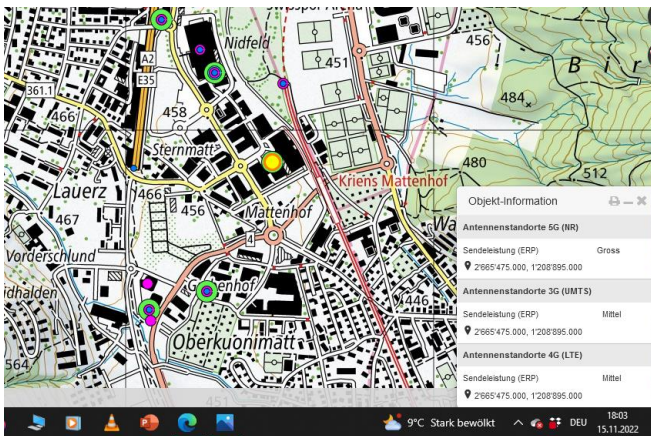 Nidfeld
456
B i r
A2
E35
451
484
361.1
466
458
Sternmatt
480
512
Kriens Mattenhof
Lauerz
466
456
467
Mattenhof
4
Vorderschlund
446
Oberkuonimatt
564
451
Objekt-Information
Antennenstandorte 5G (NR)
Sendeleistung (ERP) Gross
2'665'475.000, 1'208'895.000
Antennenstandorte 3G (UMTS)
Sendeleistung (ERP) Mittel
2'665'475.000, 1'208'895.000
Antennenstandorte 4G (LTE)
Sendeleistung (ERP) Mittel
2'665'475.000, 1'208'895.000
9°C Stark bewölkt
DEU
18:03
15.11.2022